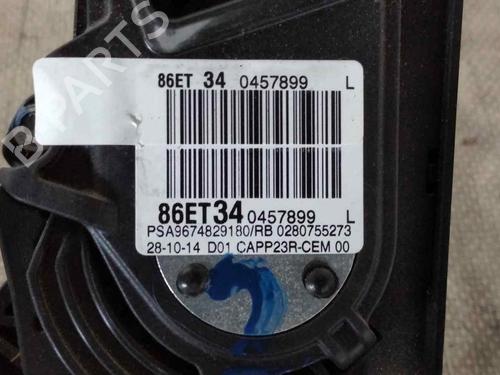 86ET 34 0457899 L
86ET34 0457899 L
PSA9674829180/RB 0280755273
28-10-14 D01 CAPP23R-CEM 00
B-PARTS